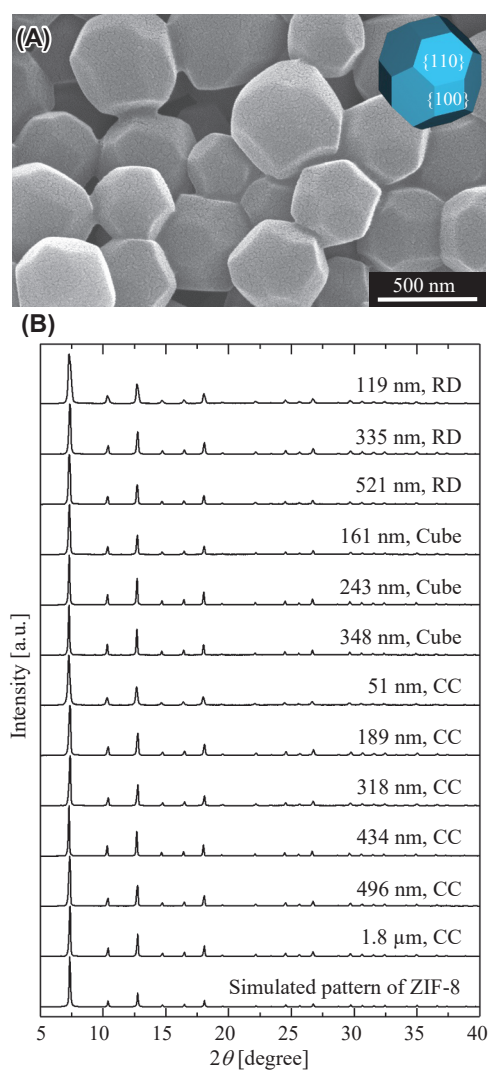 (A)
{110}
{100}
500 nm
(B)
119 nm, RD
335 nm, RD
521 nm, RD
161 nm, Cube
243 nm, Cube
348 nm, Cube
51 nm, CC
189 nm, CC
318 nm, CC
434 nm, CC
496 nm, CC
1.8 µm, CC
Simulated pattern of ZIF-8
Intensity [a.u.]
5 10 15 20 25 30 35 40
2θ [degree]